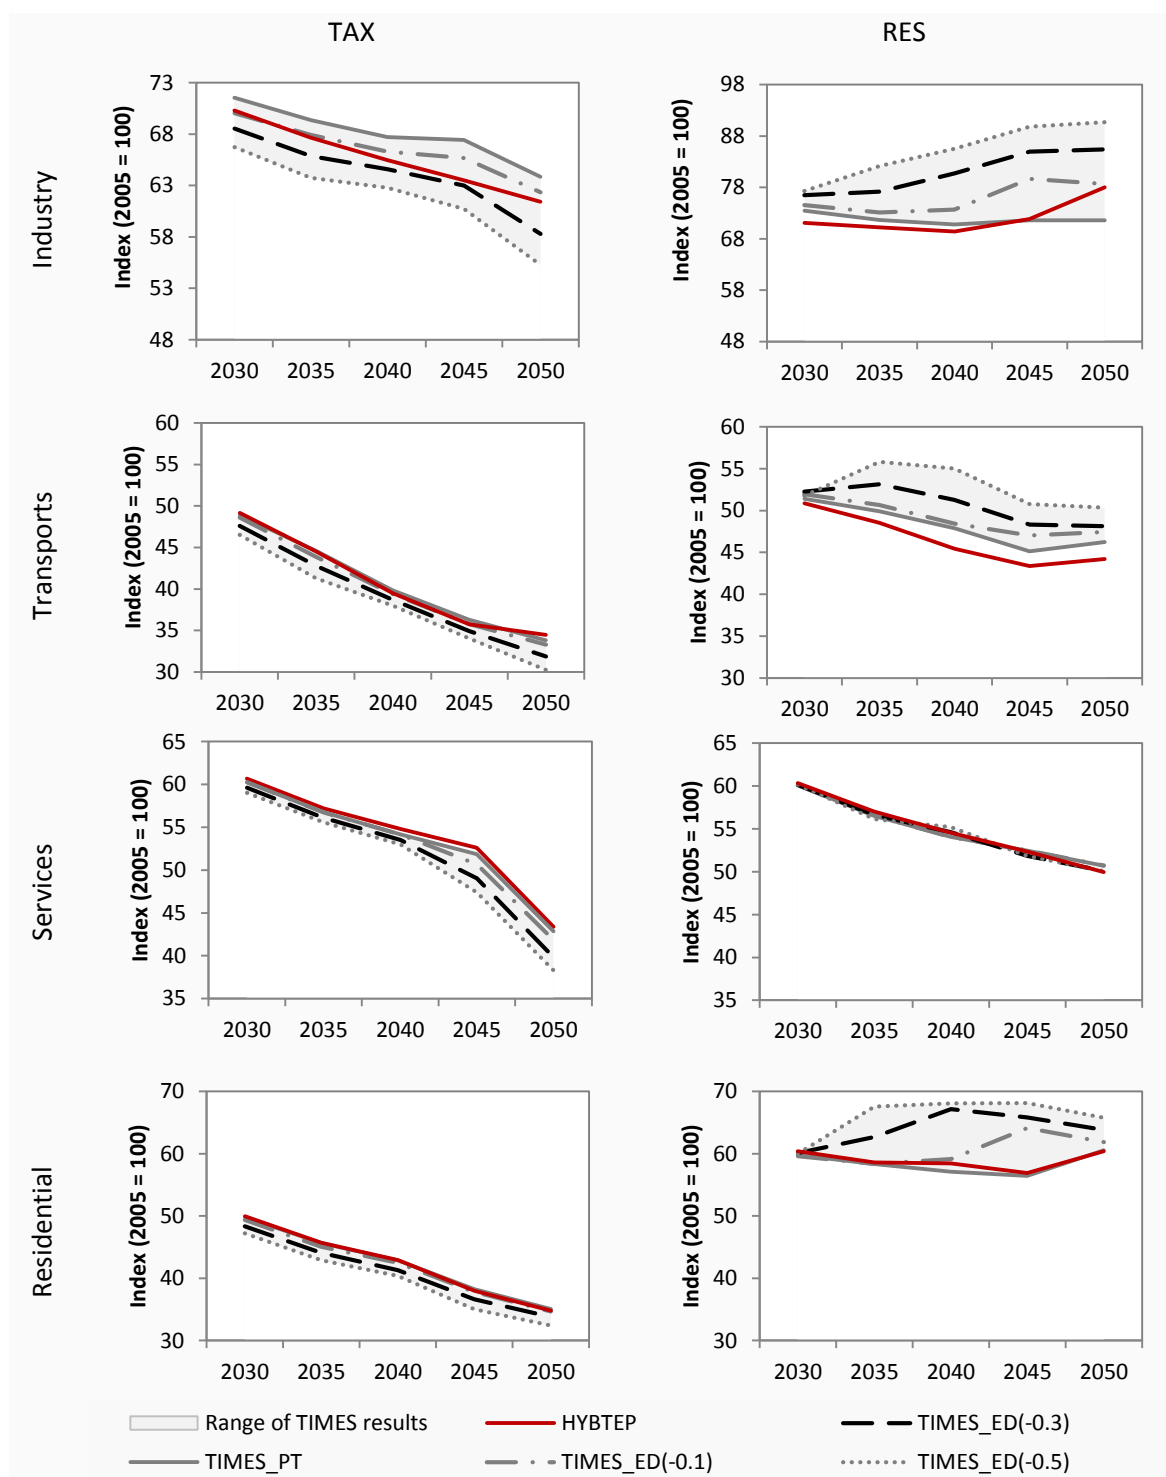 TAX
RES
Industry
Index (2005 = 100)
73
68
63
58
53
48
2030 2035 2040 2045 2050
Index (2005 = 100)
98
88
78
68
58
48
2030 2035 2040 2045 2050
Transports
Index (2005 = 100)
60
55
50
45
40
35
30
2030 2035 2040 2045 2050
Index (2005 = 100)
60
55
50
45
40
35
30
2030 2035 2040 2045 2050
Services
Index (2005 = 100)
65
60
55
50
45
40
35
2030 2035 2040 2045 2050
Index (2005 = 100)
65
60
55
50
45
40
35
2030 2035 2040 2045 2050
Residential
Index (2005 = 100)
70
60
50
40
30
2030 2035 2040 2045 2050
Index (2005 = 100)
70
60
50
40
30
2030 2035 2040 2045 2050
Range of TIMES results HYBTEP TIMES_ED(-0.3)
TIMES_PT TIMES_ED(-0.1) TIMES_ED(-0.5)